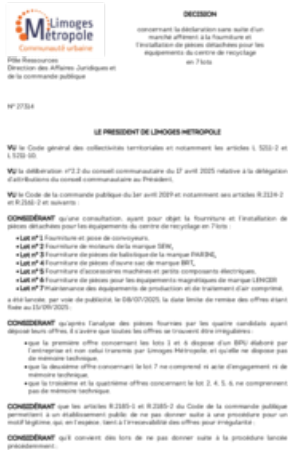 Limoges
Métropole
Communauté urbaine
DECISION
concernant la déclaration sans suite d'un
marché afférent à la fourniture et
l'installation de pièces détachées pour les
équipements du centre de recyclage
en 7 lots
Pôle Ressources
Direction des Affaires Juridiques et
de la commande publique
N° 27314
LE PRESIDENT DE LIMOGES METROPOLE
VU le Code général des collectivités territoriales et notamment les articles L 5211-2 et
L 5211-10.
VU la délibération n°2.2 du conseil communautaire du 17 avril 2025 relative à la délégation
d'attributions du conseil communautaire au Président.
VU le Code de la commande publique du 1er avril 2019 et notamment ses articles R.2124-2
et R.2161-2 et suivants :
CONSIDÉRANT qu'une consultation, ayant pour objet la fourniture et l'installation de
pièces détachées pour les équipements du centre de recyclage en 7 lots :
•Lot n° 1 Fourniture et pose de convoyeurs,
•Lot n° 2 Fourniture de moteurs de la marque SEW,
•Lot n° 3 Fourniture de pièces de balistique de la marque PARINI,
•Lot n° 4 Fourniture de pièces d'ouvre sac de marque BRT,
•Lot n° 5 Fourniture d'accessoires machines et petits composants électriques,
•Lot n° 6 Fourniture de pièces pour les équipements magnétiques de marque LENOIR
•Lot n° 7 Maintenance des équipements de production et de traitement d'air comprimé,
a été lancée, par voie de publicité, le 08/07/2025, la date limite de remise des offres étant
fixée au 15/09/2025.
CONSIDÉRANT qu'après l'analyse des pièces fournies par les quatre candidats ayant
déposé leurs offres, il s'avère que toutes les offres se trouvent être irrégulières :
•que la première offre concernant les lots 1 et 6 dispose d'un BPU élaboré par
l'entreprise et non celui transmis par Limoges Métropole, et qu'elle ne dispose pas
de mémoire technique.
•que la deuxième offre concernant le lot 7 ne comprend ni acte d'engagement ni de
mémoire technique.
•que la troisième et la quatrième offres concernant le lot 2, 4, 5, 6, ne comprennent
pas de mémoire technique
CONSIDÉRANT que les articles R.2185-1 et R.2185-2 du Code de la commande publique
permettent à un établissement public de ne pas donner suite à une procédure pour un
motif légitime, qui, en l'espèce, tient à l'irrecevabilité des offres pour irrégularité :
CONSIDÉRANT qu'il convient dès lors de ne pas donner suite à la procédure lancée
précédemment.